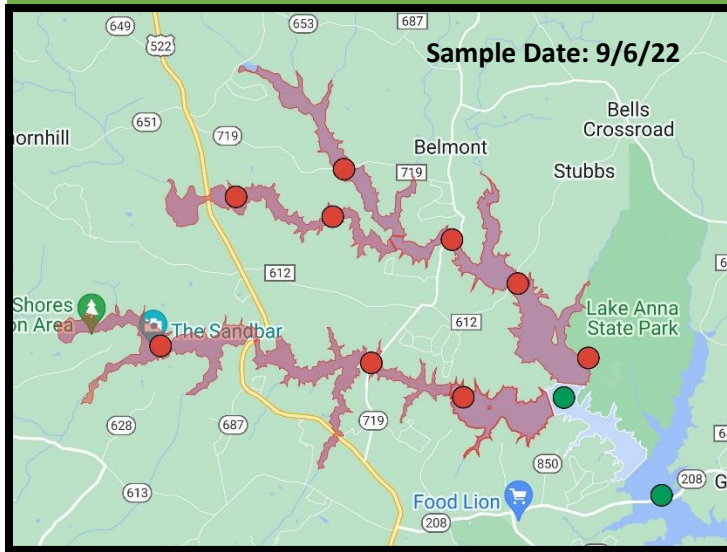 649
653
687
522
Sample Date: 9/6/22
Bells
Crossroad
651
ornhill
719
Belmont
719
Stubbs
612
Shores
on Area
The Sandbar
612
Lake Anna
State Park
628
687
719
850
613
Food Lion
208
208
G